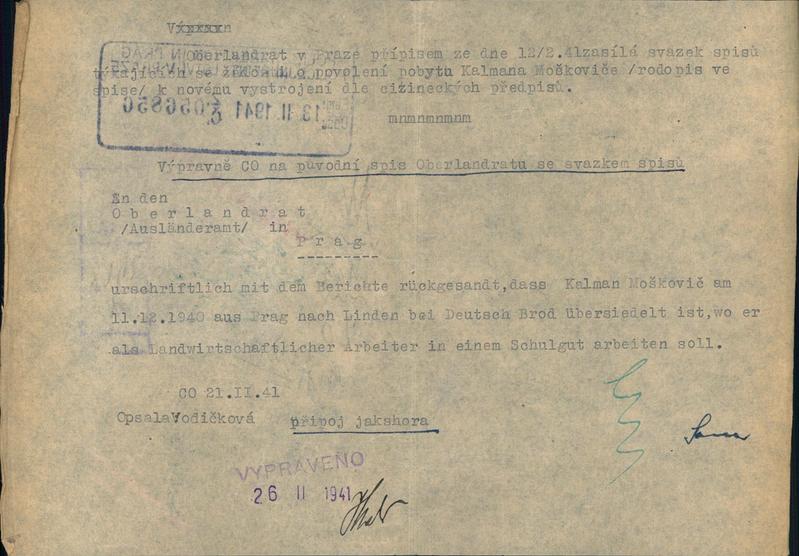 Výpravxn
Oberlandrat v Praze přípisem ze dne 12/2.41zasílá svazek spisů
týkajících se žádosti o povolení pobytu Kalmana Moškoviče /rodopis ve
spise/ k novému vystrojení dle cizineckých předpisů.
13 II 1941 056850
mnmnmnmnm
Výpravně CO na původní spis Oberlandratu se svazkem spisů
An den
O b e r l a n d r a t
/Ausländeramt/ in
P r a g
---------
urschriftlich mit dem Berichte rückgesandt,dass Kalman Moškovič am
11.12.1940 aus Prag nach Linden bei Deutsch Brod übersiedelt ist,wo er
als Landwirtschaftlicher Arbeiter in einem Schulgut arbeiten soll.
CO 21.II.41
OpsalaVodičková připoj jakshora
VYPRAVENO
26 II 1941